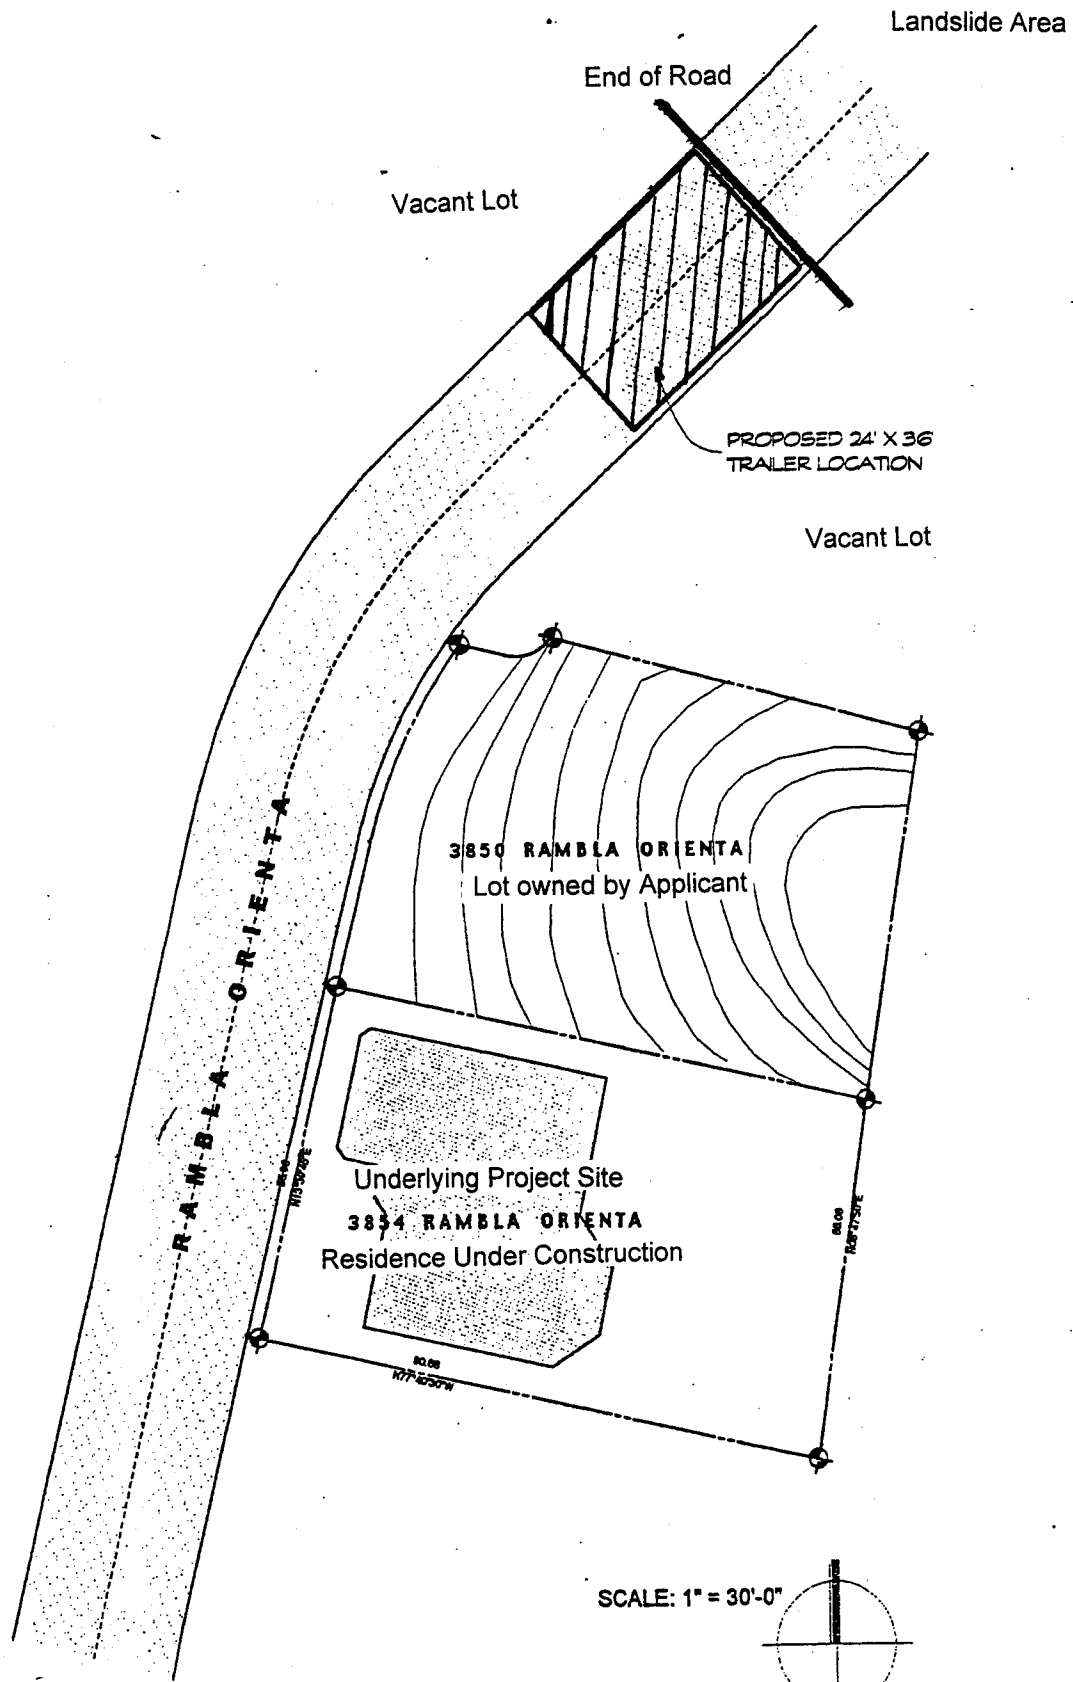 Landslide Area
End of Road
Vacant Lot
PROPOSED 24' X 36'
TRAILER LOCATION
Vacant Lot
3850 RAMBLA ORIENTA
Lot owned by Applicant
RAMBLA ORIENTA
Underlying Project Site
3854 RAMBLA ORIENTA
Residence Under Construction
SCALE: 1" = 30'-0"